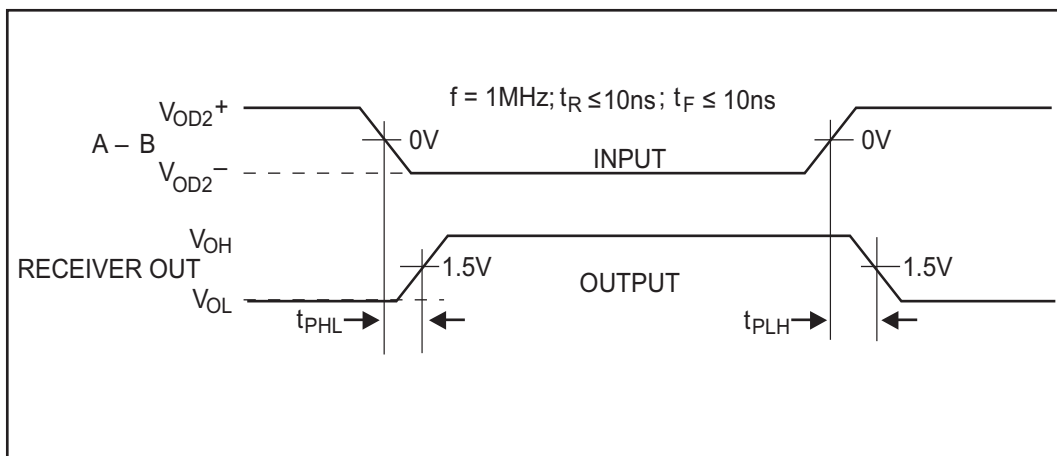 f = 1MHz; tR ≤ 10ns; tF ≤ 10ns
VOD2+
A – B
0V
0V
INPUT
VOD2–
VOH
RECEIVER OUT
1.5V
1.5V
OUTPUT
VOL
tPHL
tPLH